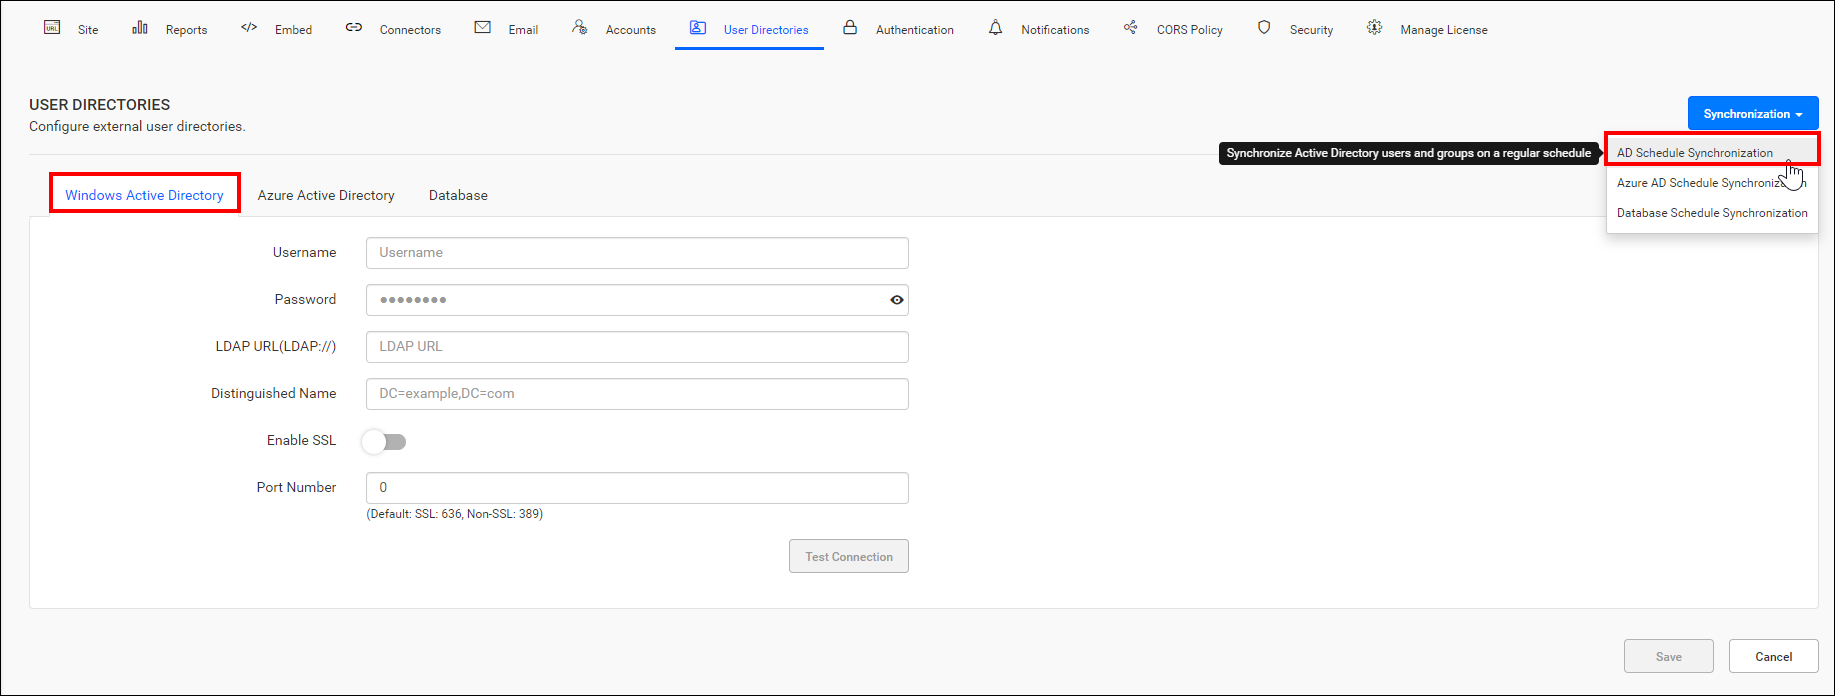 URL Site Reports Embed Connectors Email Accounts User Directories Authentication Notifications CORS Policy Security Manage License
USER DIRECTORIES
Configure external user directories.
Synchronization
Synchronize Active Directory users and groups on a regular schedule
AD Schedule Synchronization
Azure AD Schedule Synchroniz n
Database Schedule Synchronization
Windows Active Directory Azure Active Directory Database
Username Username
Password ●●●●●●●●
LDAP URL(LDAP://) LDAP URL
Distinguished Name DC=example,DC=com
Enable SSL
Port Number 0
(Default: SSL: 636, Non-SSL: 389)
Test Connection
Save Cancel